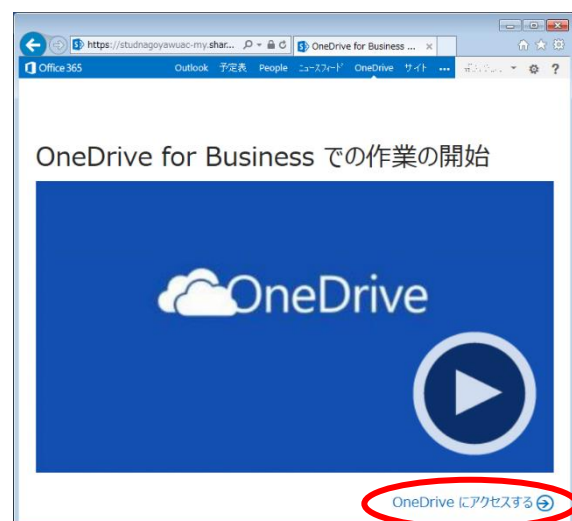 https://studnagoyawuac-my.shar...
OneDrive for Business ...
Office 365
Outlook 予定表 People ニュースフィード OneDrive サイト ...
OneDrive for Business での作業の開始
OneDrive
OneDrive にアクセスする